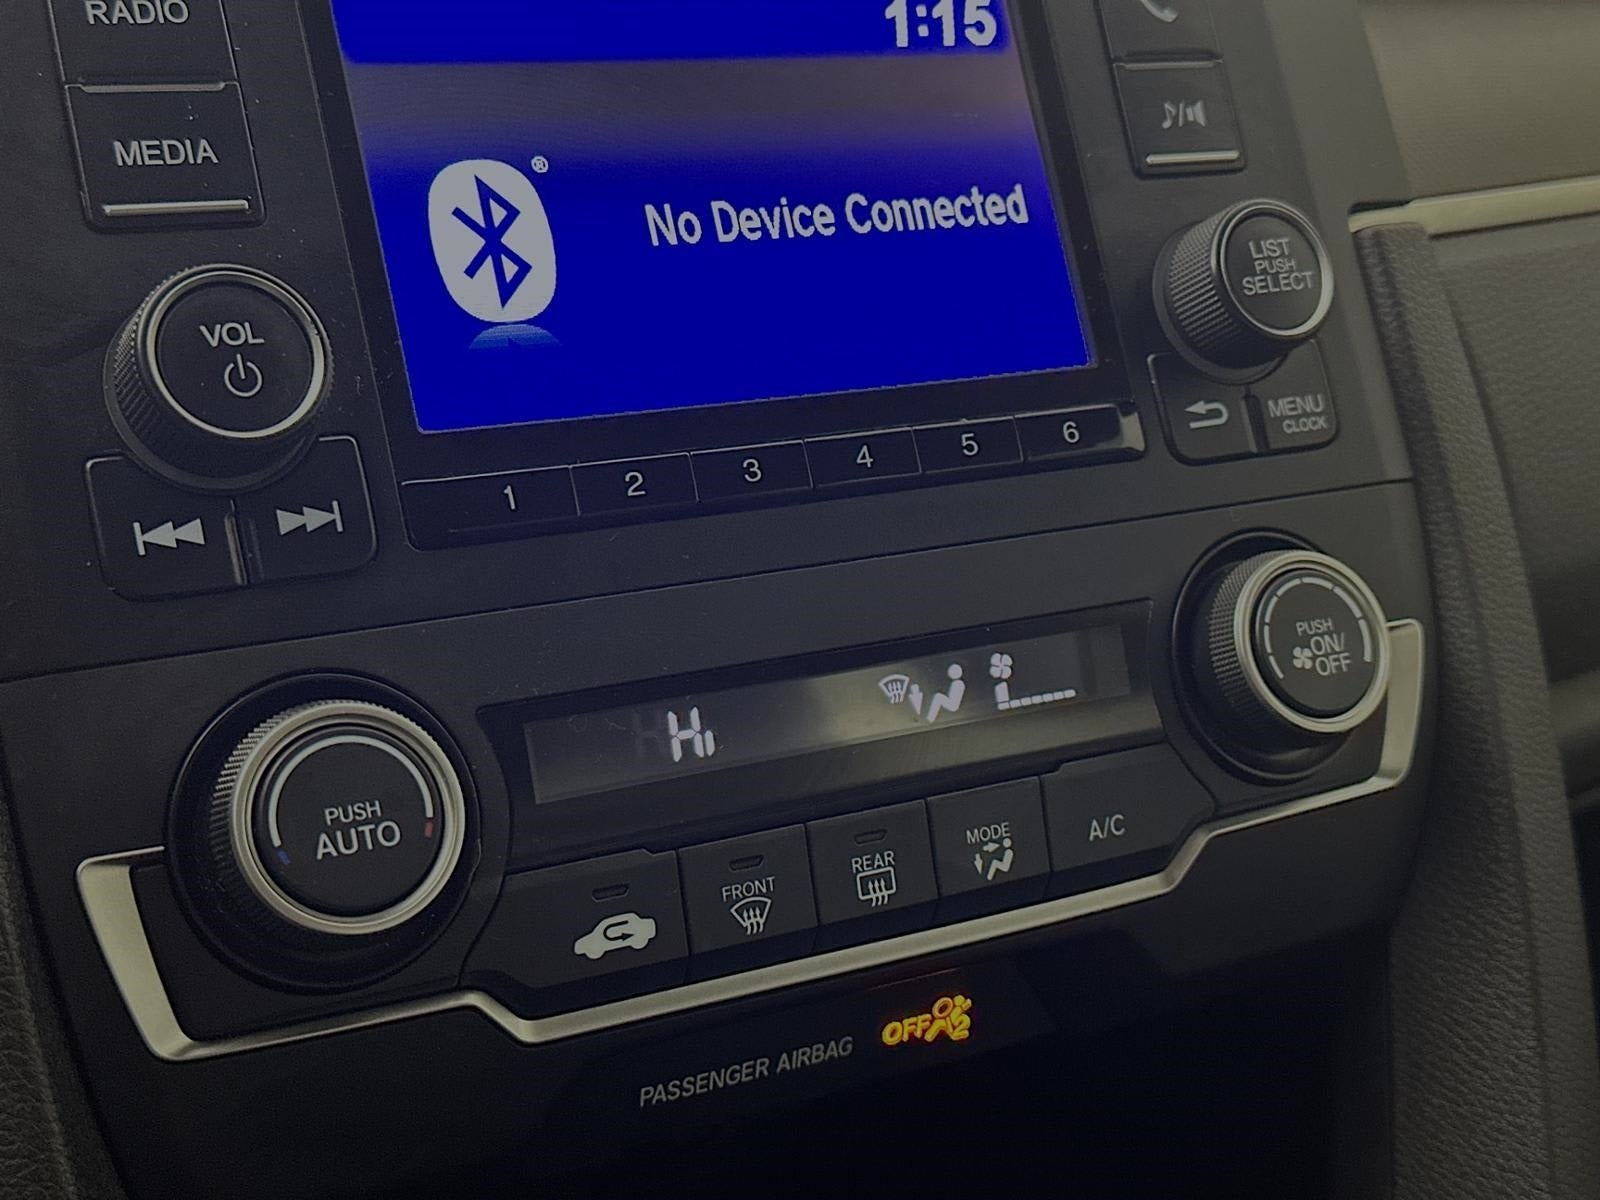 RADIO
1:15
MEDIA
®
No Device Connected
VOL
LIST
PUSH
SELECT
MENU
CLOCK
1 2 3 4 5 6
PUSH
ON/
OFF
Hi
PUSH
AUTO
FRONT
REAR
MODE
A/C
PASSENGER AIRBAG
OFF 2